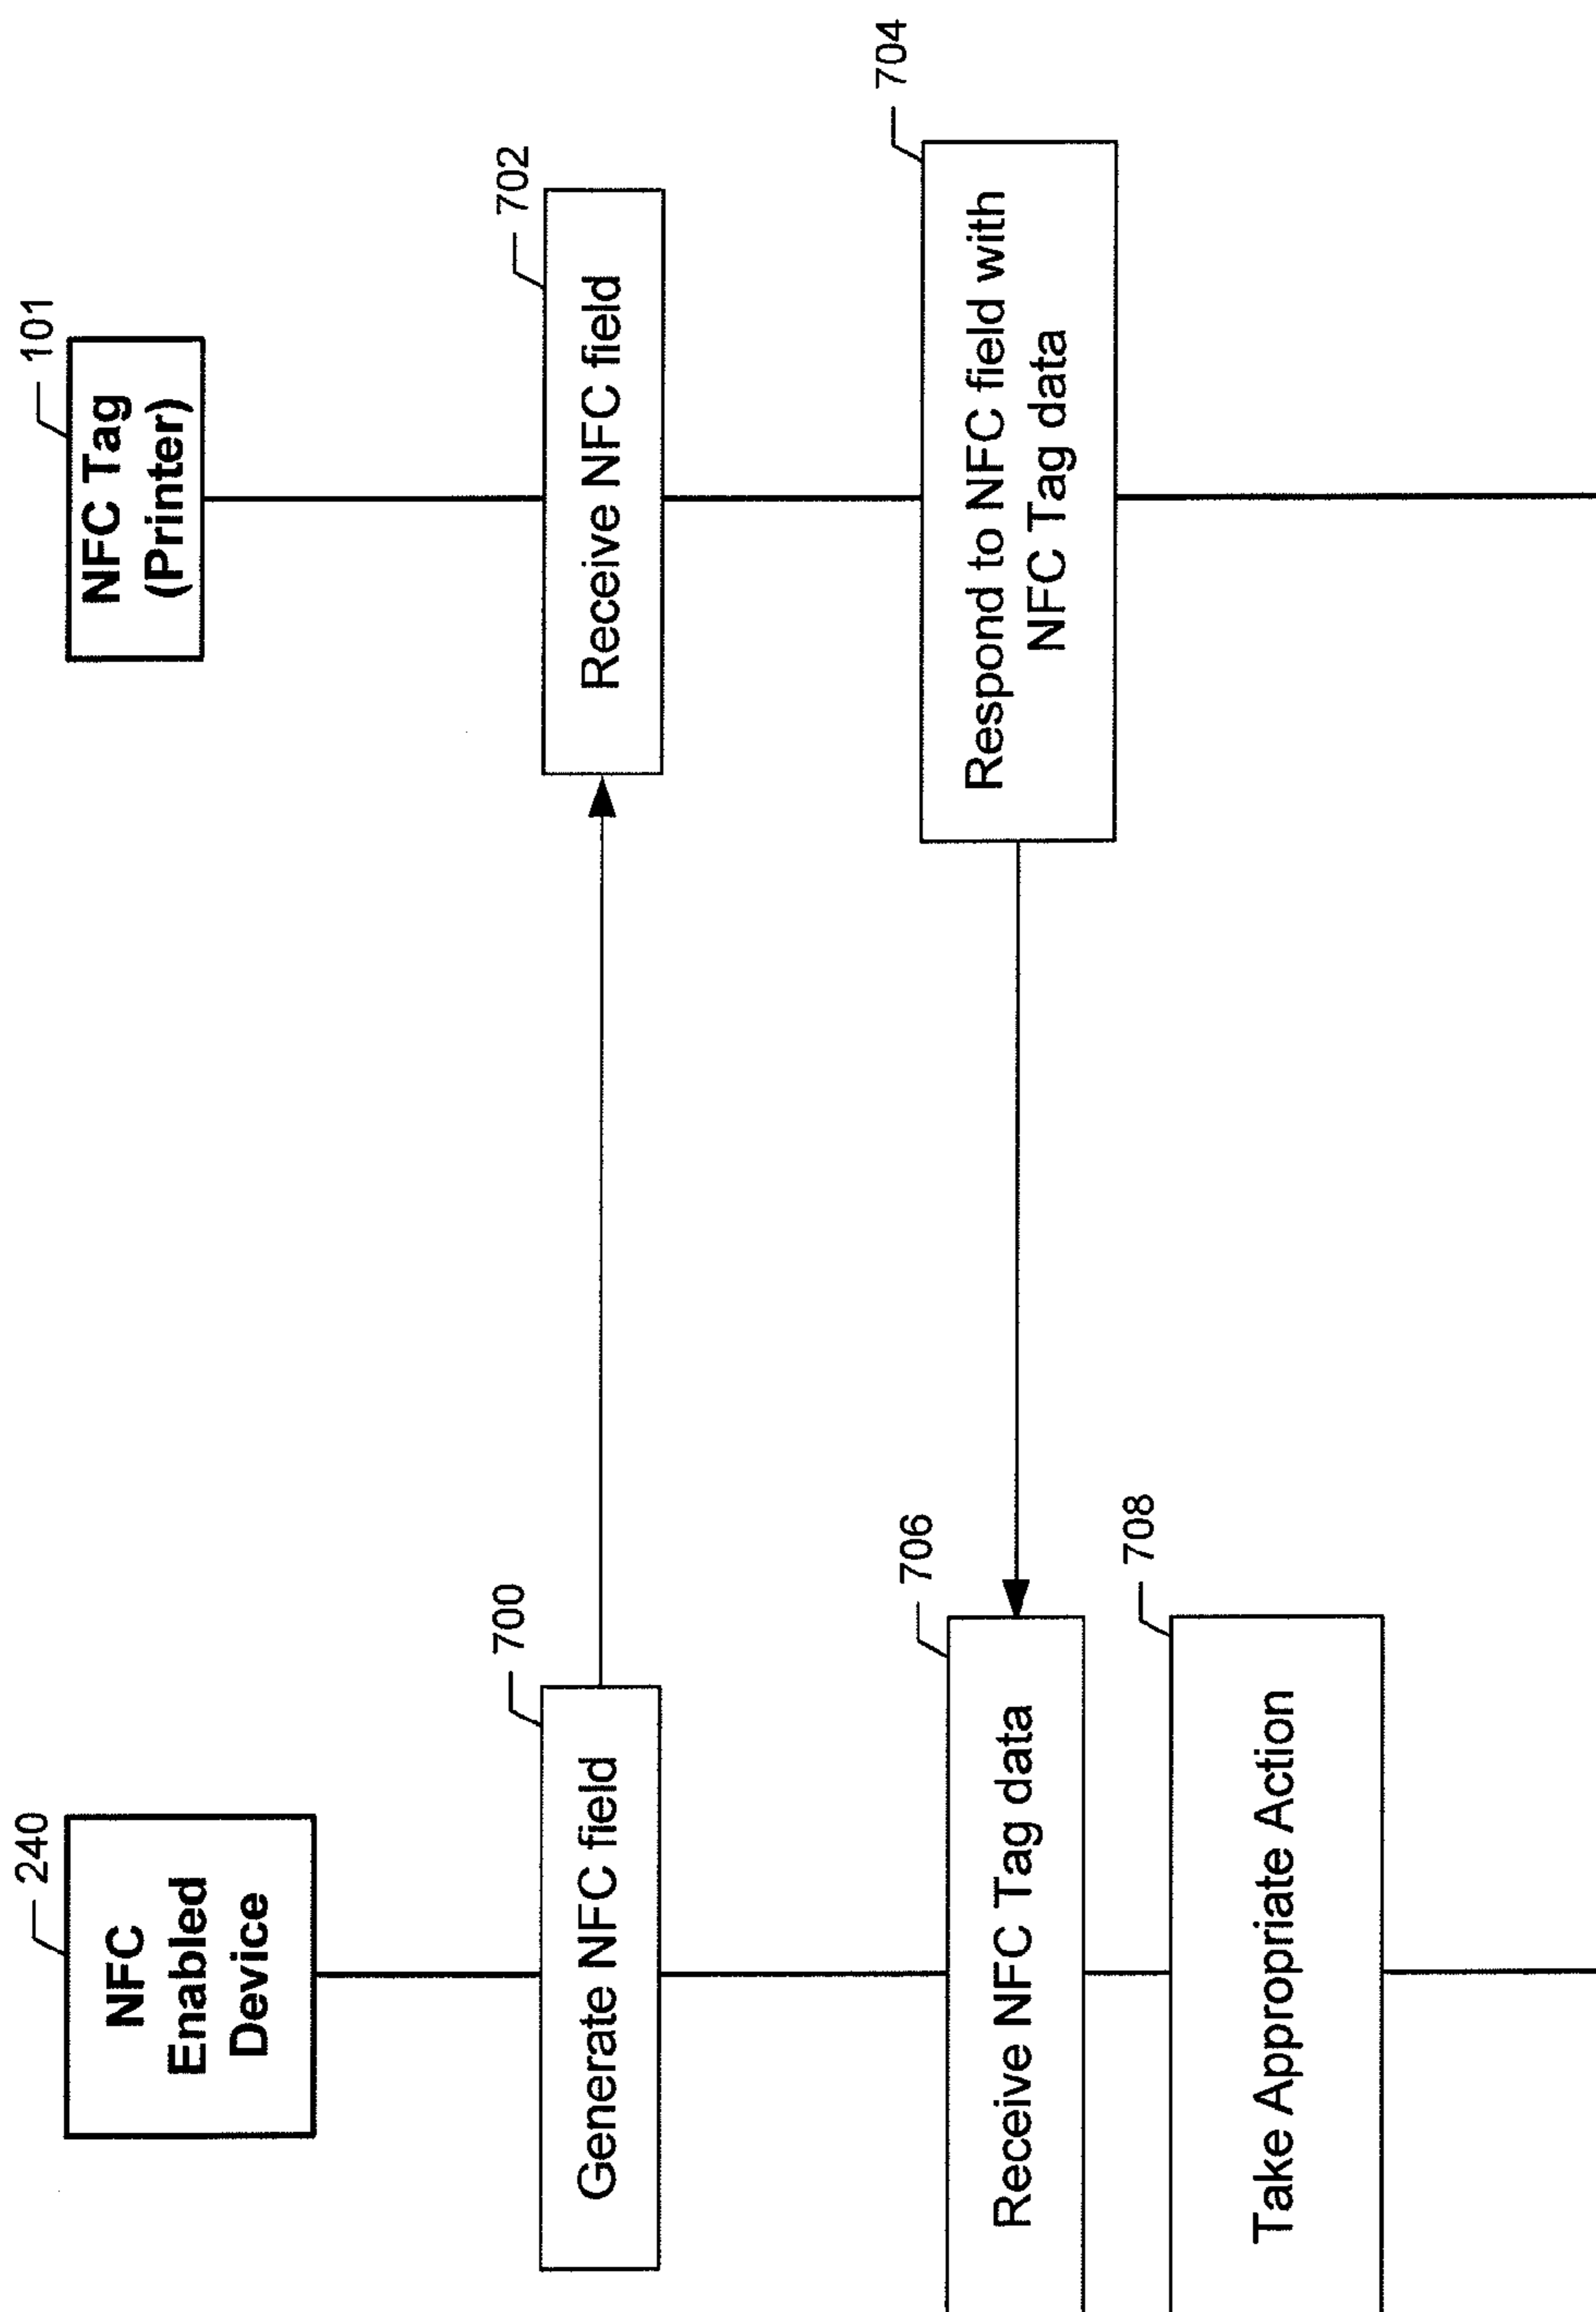 240
NFC
Enabled
Device
101
NFC Tag
(Printer)
700
Generate NFC field
702
Receive NFC field
704
Respond to NFC field with
NFC Tag data
706
Receive NFC Tag data
708
Take Appropriate Action